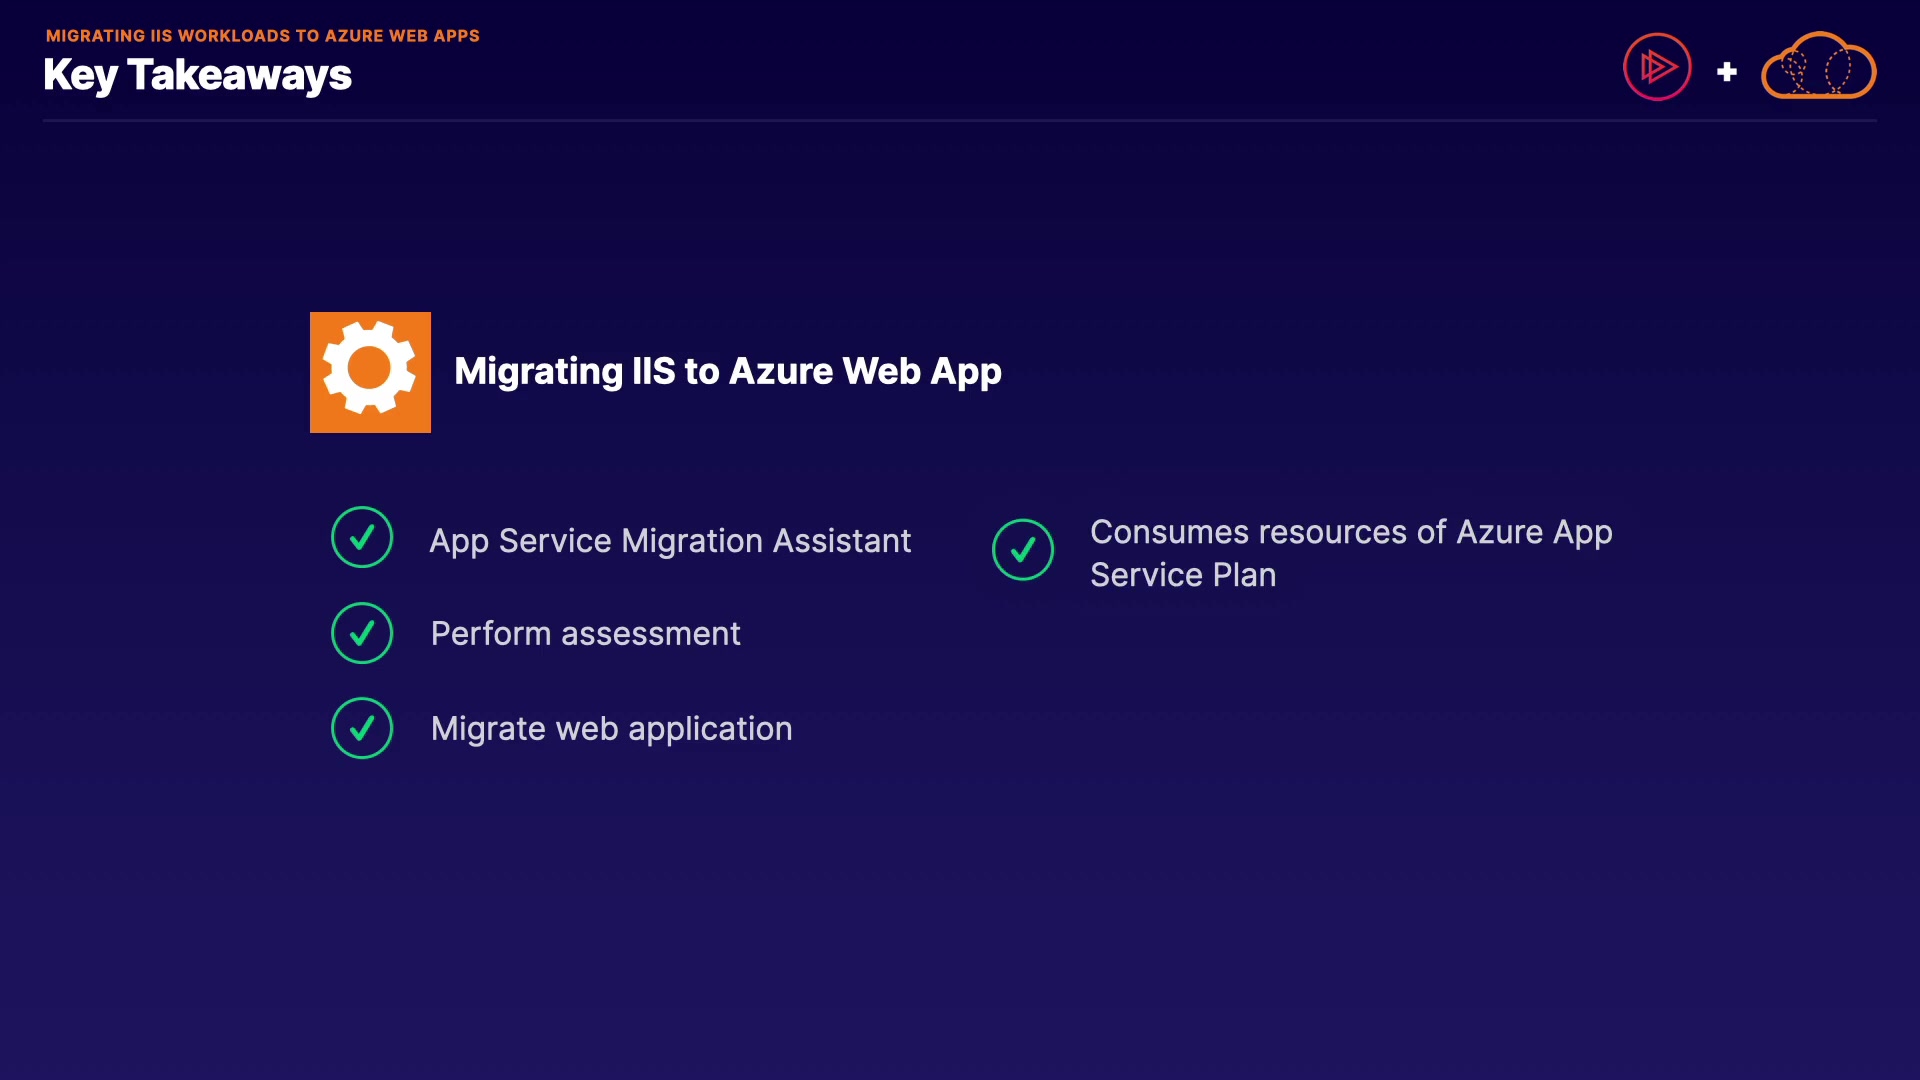 MIGRATING IIS WORKLOADS TO AZURE WEB APPS
Key Takeaways
Migrating IIS to Azure Web App
App Service Migration Assistant
Perform assessment
Migrate web application
Consumes resources of Azure App
Service Plan